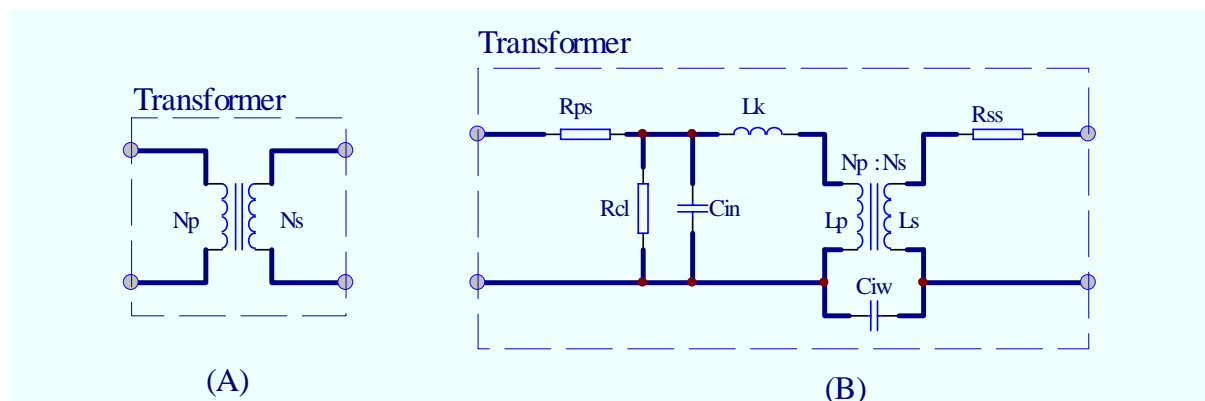 Transformer
Np
Ns
(A)
Transformer
Rps
Lk
Rss
Np : Ns
Rcl
Cin
Lp
Ls
Ciw
(B)